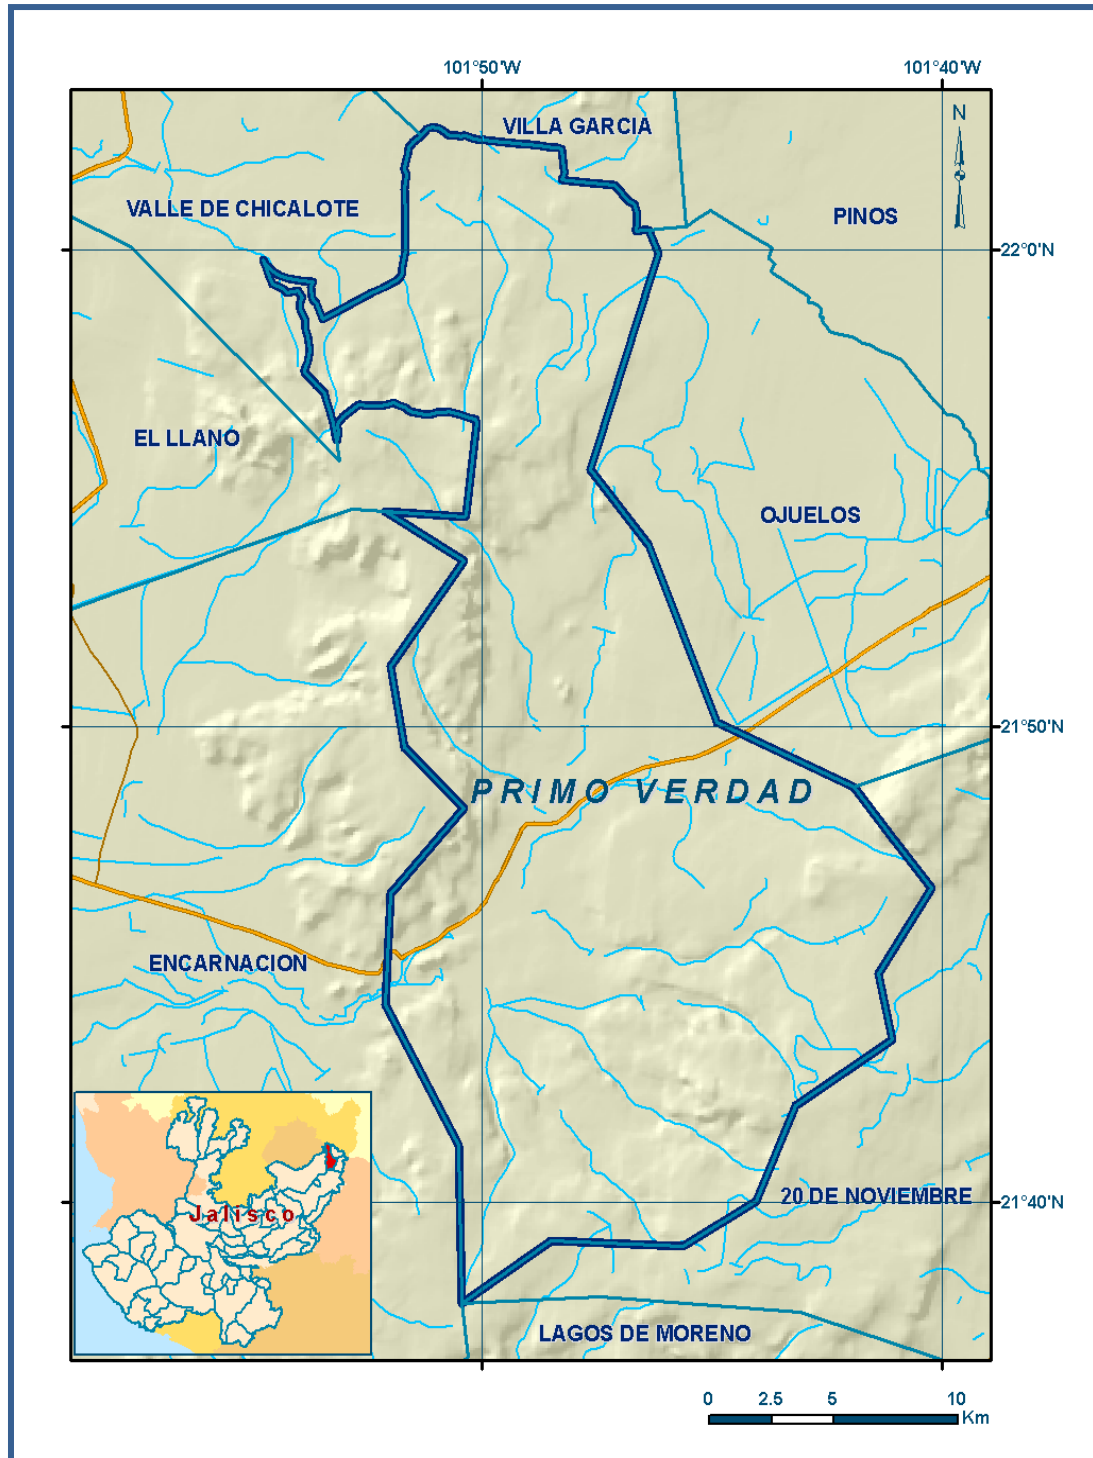 101°50'W
101°40'W
N
VILLA GARCIA
VALLE DE CHICALOTE
PINOS
22°0'N
EL LLANO
OJUELOS
21°50'N
PRIMO VERDAD
ENCARNACION
21°40'N
20 DE NOVIEMBRE
Jalisco
LAGOS DE MORENO
0 2.5 5 10
Km